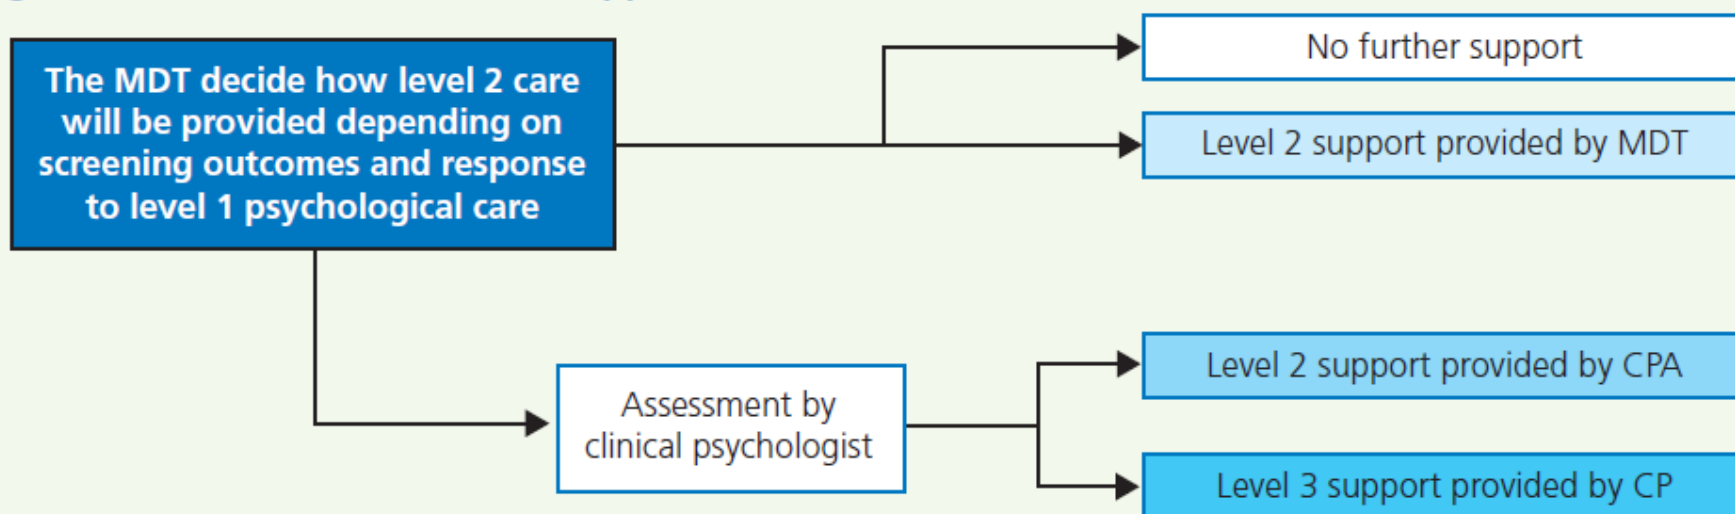 The MDT decide how level 2 care
will be provided depending on
screening outcomes and response
to level 1 psychological care
No further support
Level 2 support provided by MDT
Assessment by
clinical psychologist
Level 2 support provided by CPA
Level 3 support provided by CP